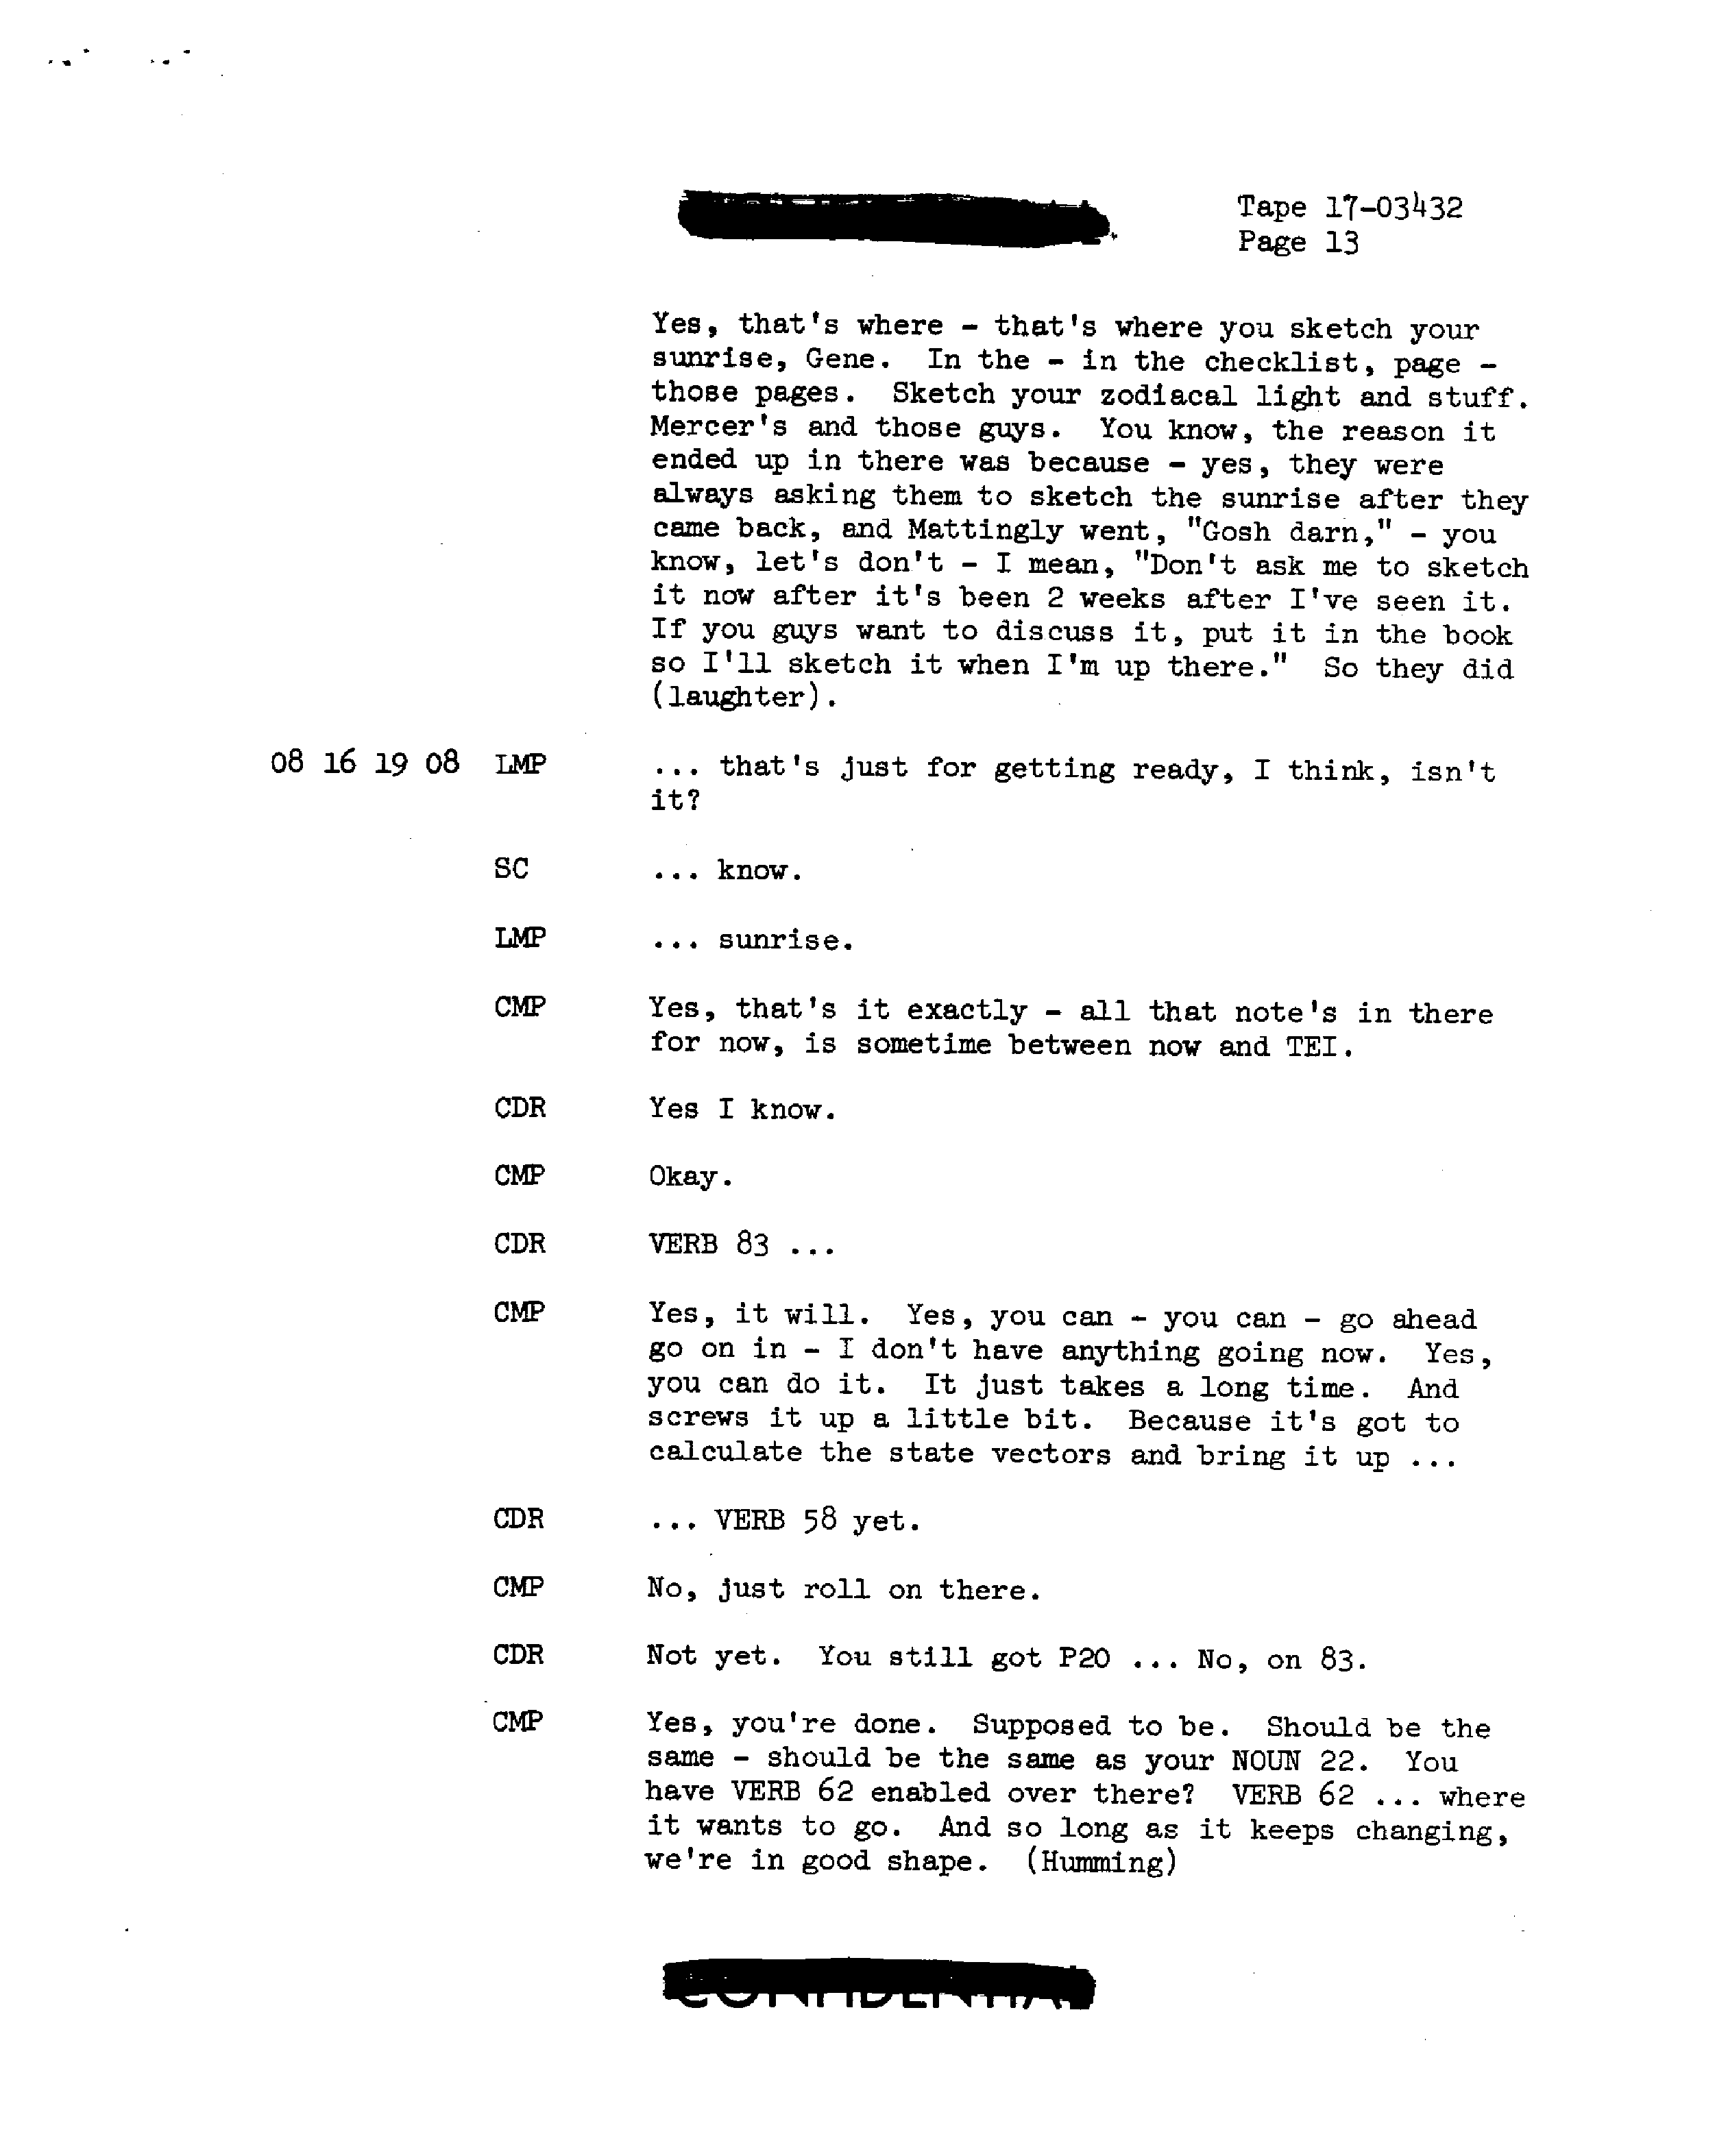 Tape 17-03432
Page 13
Yes, that's where - that's where you sketch your
sunrise, Gene. In the - in the checklist, page -
those pages. Sketch your zodiacal light and stuff.
Mercer's and those guys. You know, the reason it
ended up in there was because - yes, they were
always asking them to sketch the sunrise after they
came back, and Mattingly went, "Gosh darn," - you
know, let's don't - I mean, "Don't ask me to sketch
it now after it's been 2 weeks after I've seen it.
If you guys want to discuss it, put it in the book
so I'll sketch it when I'm up there." So they did
(laughter).
08 16 19 08 LMP ... that's just for getting ready, I think, isn't
it?
SC ... know.
LMP ... sunrise.
CMP Yes, that's it exactly - all that note's in there
for now, is sometime between now and TEI.
CDR Yes I know.
CMP Okay.
CDR VERB 83 ...
CMP Yes, it will. Yes, you can - you can - go ahead
go on in - I don't have anything going now. Yes,
you can do it. It just takes a long time. And
screws it up a little bit. Because it's got to
calculate the state vectors and bring it up ...
CDR ... VERB 58 yet.
CMP No, just roll on there.
CDR Not yet. You still got P20 ... No, on 83.
CMP Yes, you're done. Supposed to be. Should be the
same - should be the same as your NOUN 22. You
have VERB 62 enabled over there? VERB 62 ... where
it wants to go. And so long as it keeps changing,
we're in good shape. (Humming)
CONFIDENTIAL